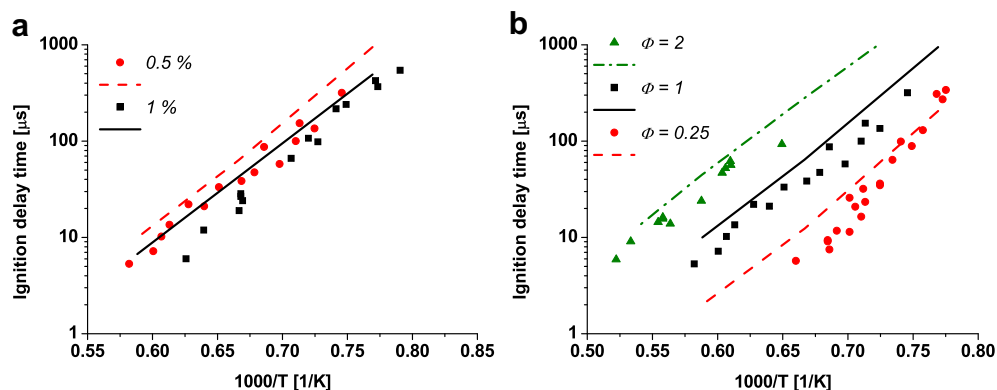 a
1000
100
10
1
Ignition delay time [µs]
0.5 %
1 %
0.55 0.60 0.65 0.70 0.75 0.80 0.85
1000/T [1/K]
b
1000
100
10
1
Ignition delay time [µs]
Φ = 2
Φ = 1
Φ = 0.25
0.50 0.55 0.60 0.65 0.70 0.75 0.80
1000/T [1/K]